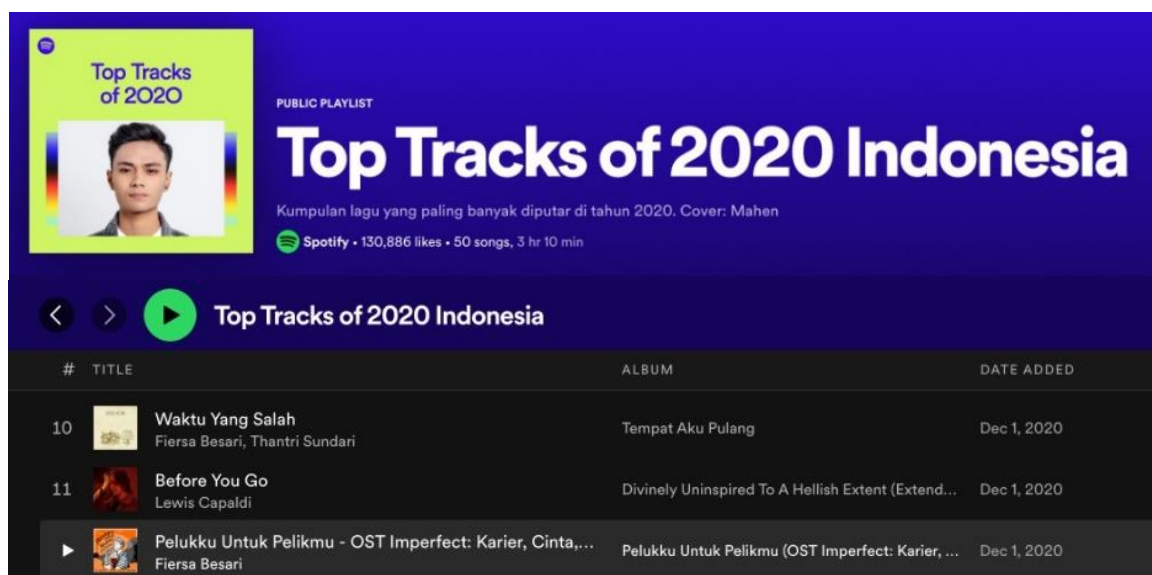 Top Tracks
of 2020
PUBLIC PLAYLIST
Top Tracks of 2020 Indonesia
Kumpulan lagu yang paling banyak diputar di tahun 2020. Cover: Mahen
Spotify • 130,886 likes • 50 songs, 3 hr 10 min
Top Tracks of 2020 Indonesia
# TITLE ALBUM DATE ADDED
10 Waktu Yang Salah Tempat Aku Pulang Dec 1, 2020
Fiersa Besari, Thantri Sundari
11 Before You Go Divinely Uninspired To A Hellish Extent (Extend... Dec 1, 2020
Lewis Capaldi
Pelukku Untuk Pelikmu - OST Imperfect: Karier, Cinta,... Pelukku Untuk Pelikmu (OST Imperfect: Karier, ... Dec 1, 2020
Fiersa Besari